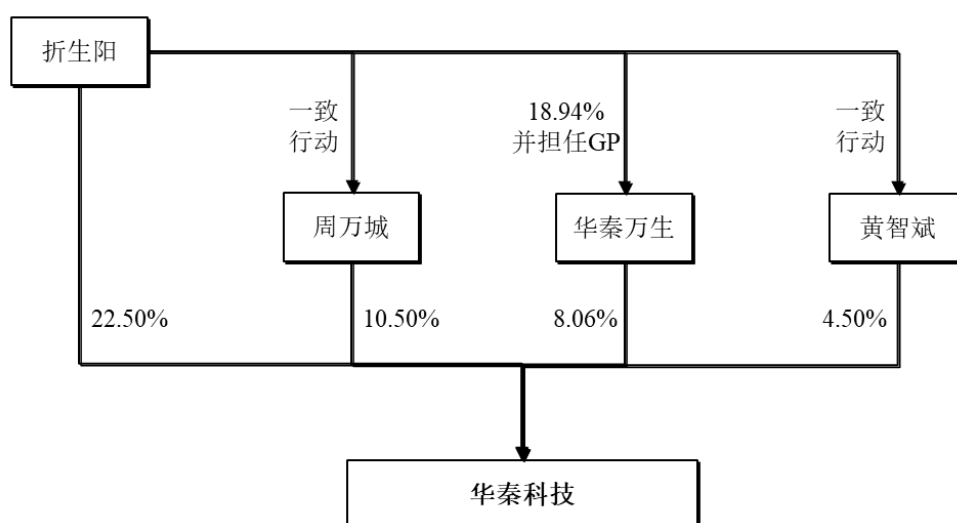 折生阳
一致
行动
18.94%
并担任GP
一致
行动
周万城
华秦万生
黄智斌
22.50%
10.50%
8.06%
4.50%
华秦科技